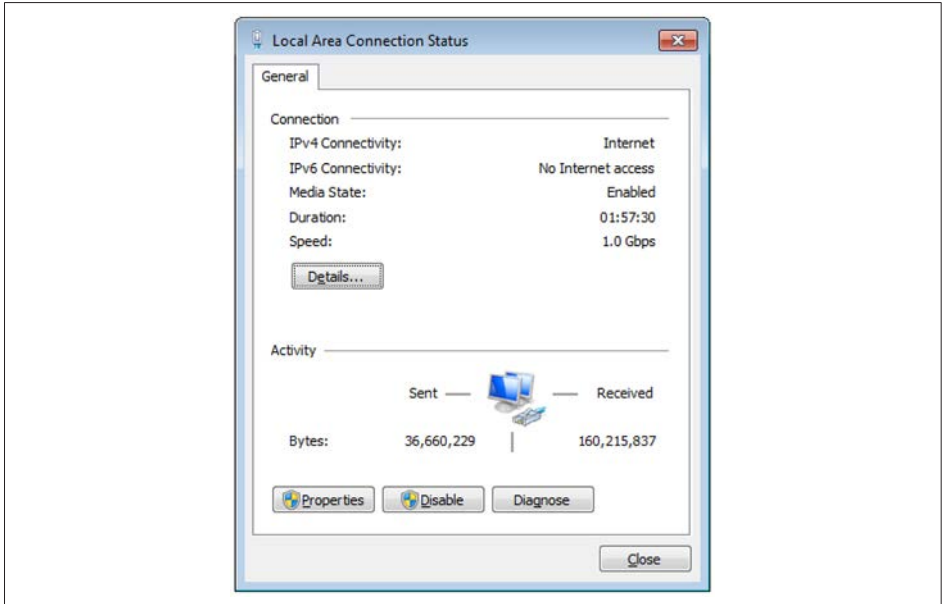 Local Area Connection Status
General
Connection
IPv4 Connectivity: Internet
IPv6 Connectivity: No Internet access
Media State: Enabled
Duration: 01:57:30
Speed: 1.0 Gbps
Details...
Activity
Sent Received
Bytes: 36,660,229 160,215,837
Properties Disable Diagnose
Close